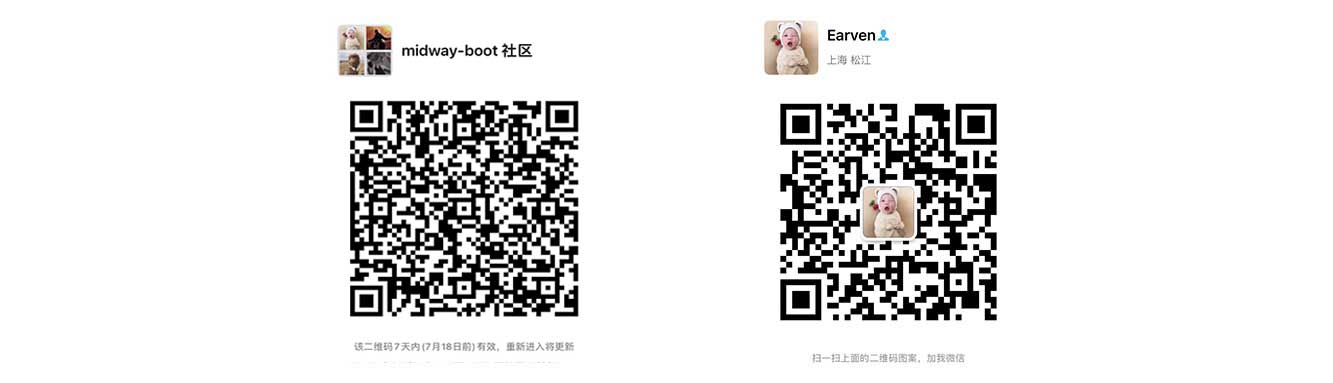 midway-boot 社区
该二维码7天内(7月18日前)有效，重新进入将更新
Earven
上海 松江
扫一扫上面的二维码图案，加我微信